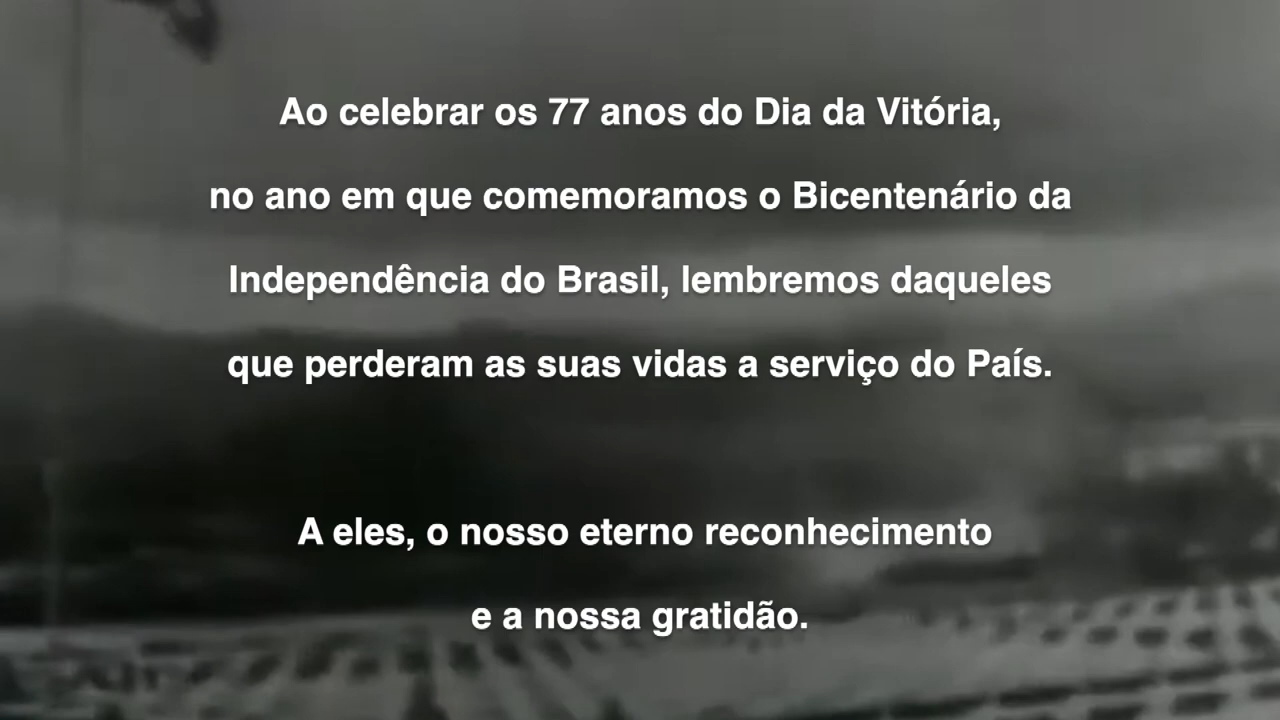 Ao celebrar os 77 anos do Dia da Vitória,
no ano em que comemoramos o Bicentenário da
Independência do Brasil, lembremos daqueles
que perderam as suas vidas a serviço do País.
A eles, o nosso eterno reconhecimento
e a nossa gratidão.